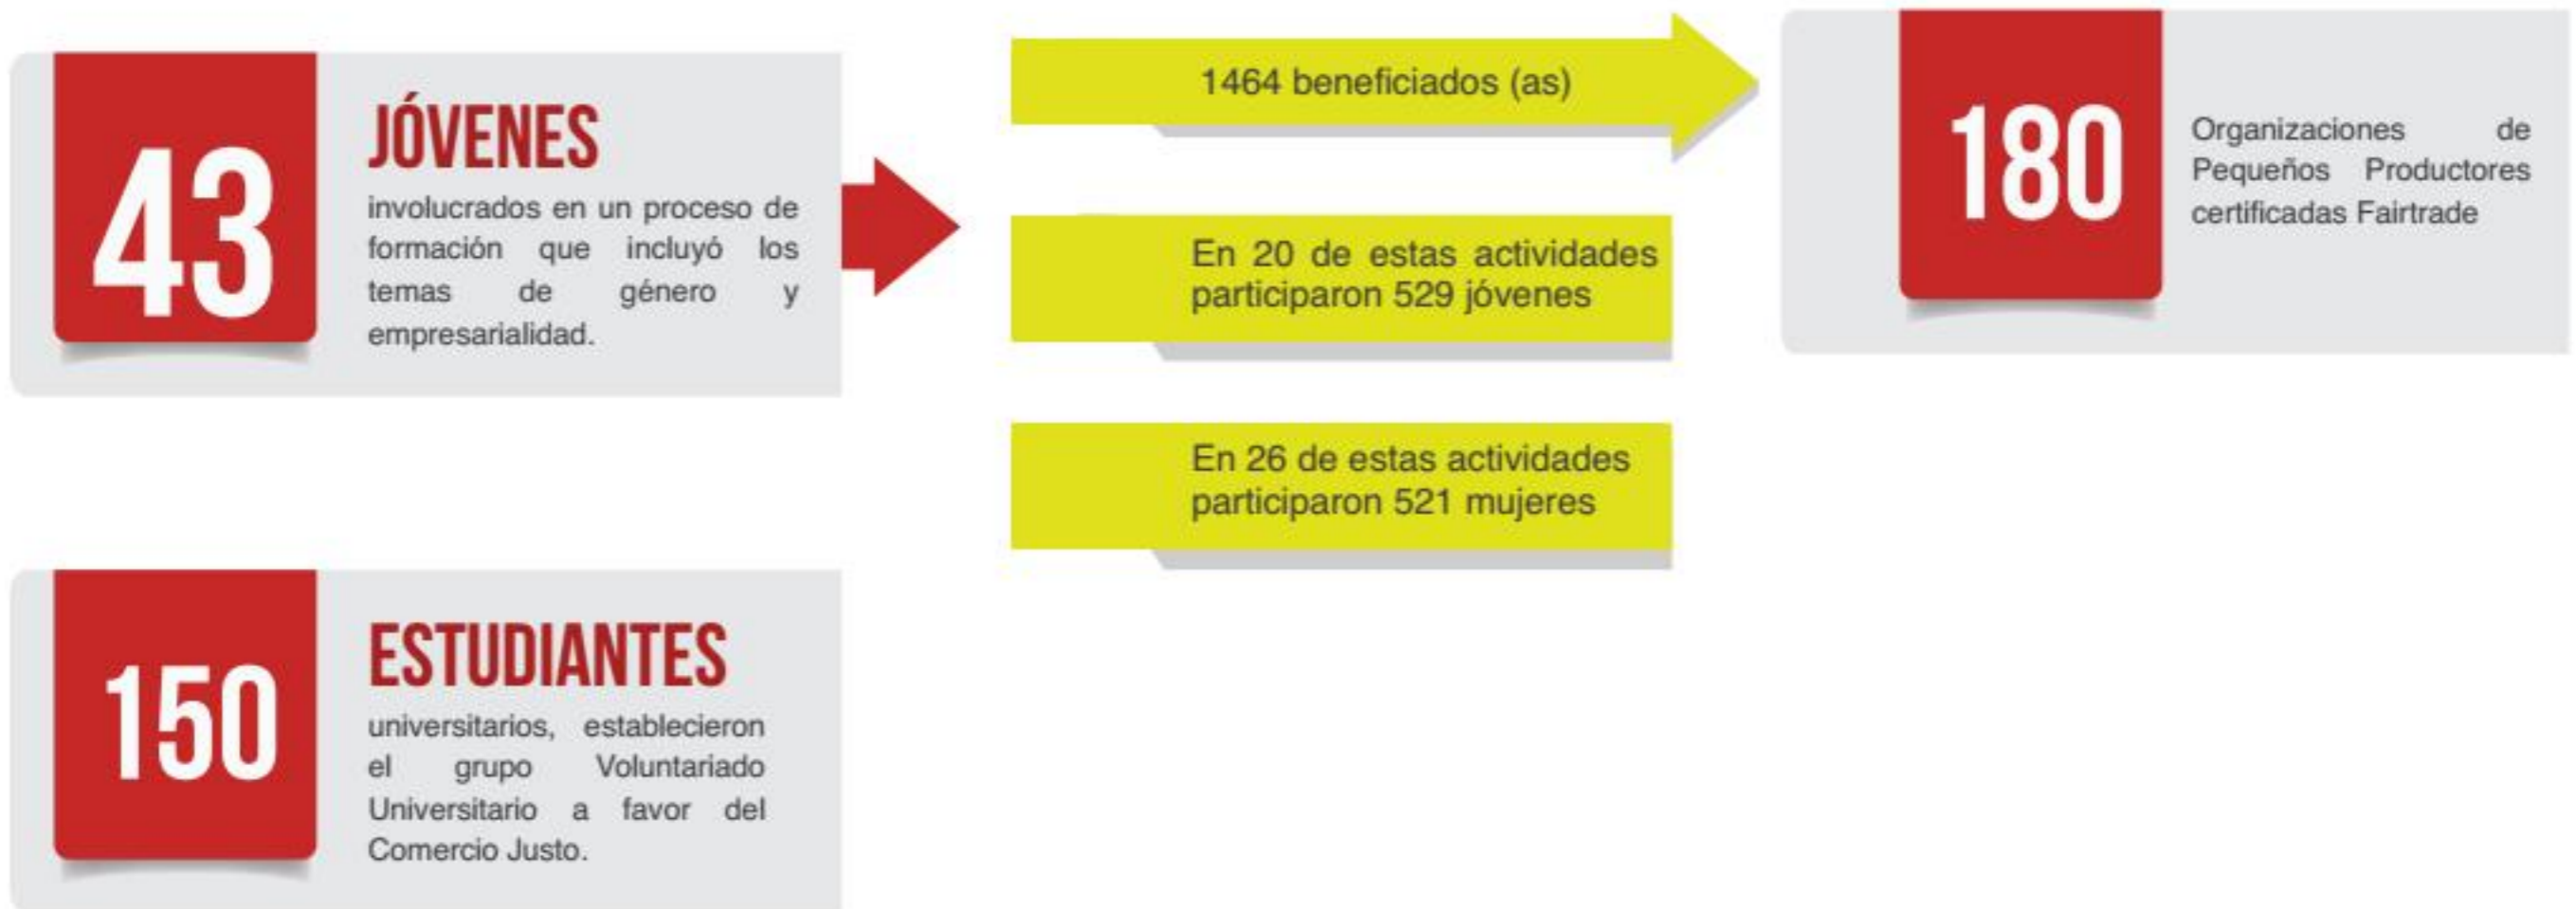 43
JÓVENES
involucrados en un proceso de
formación que incluyó los
temas de género y
empresarialidad.
1464 beneficiados (as)
En 20 de estas actividades
participaron 529 jóvenes
En 26 de estas actividades
participaron 521 mujeres
180
Organizaciones de
Pequeños Productores
certificadas Fairtrade
150
ESTUDIANTES
universitarios, establecieron
el grupo Voluntariado
Universitario a favor del
Comercio Justo.